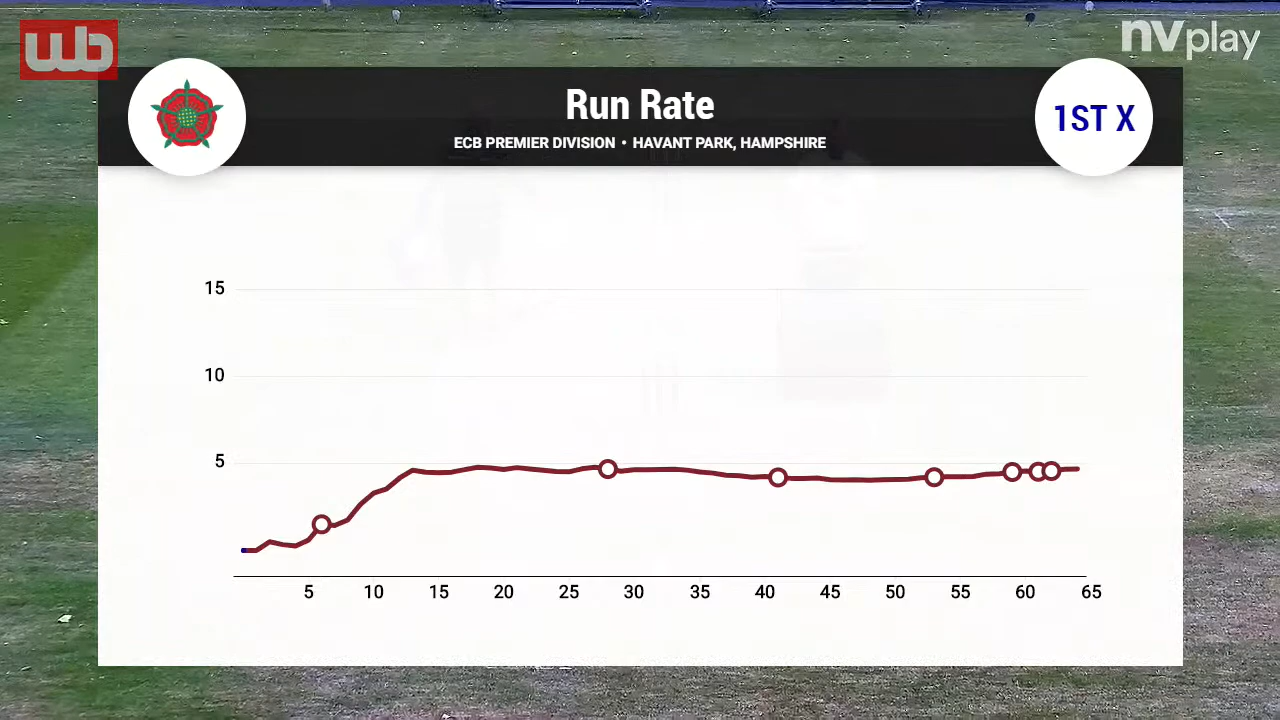 wb
nvplay
Run Rate
1ST X
ECB PREMIER DIVISION • HAVANT PARK, HAMPSHIRE
15
10
5
5 10 15 20 25 30 35 40 45 50 55 60 65